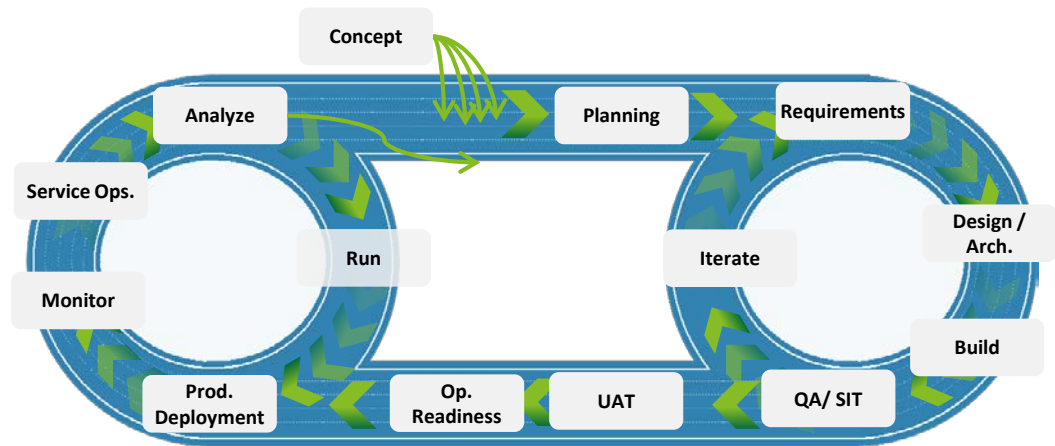 Concept
Analyze
Planning
Requirements
Service Ops.
Design /
Arch.
Run
Iterate
Monitor
Build
Prod.
Deployment
Op.
Readiness
UAT
QA/ SIT